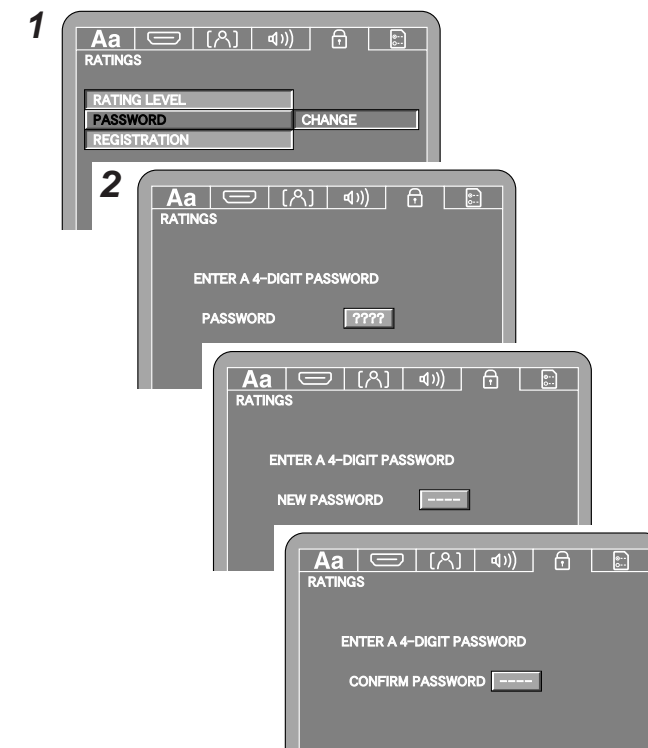 1
Aa
RATINGS
RATING LEVEL
PASSWORD CHANGE
REGISTRATION
2
Aa
RATINGS
ENTER A 4-DIGIT PASSWORD
PASSWORD ????
Aa
RATINGS
ENTER A 4-DIGIT PASSWORD
NEW PASSWORD ----
Aa
RATINGS
ENTER A 4-DIGIT PASSWORD
CONFIRM PASSWORD ----